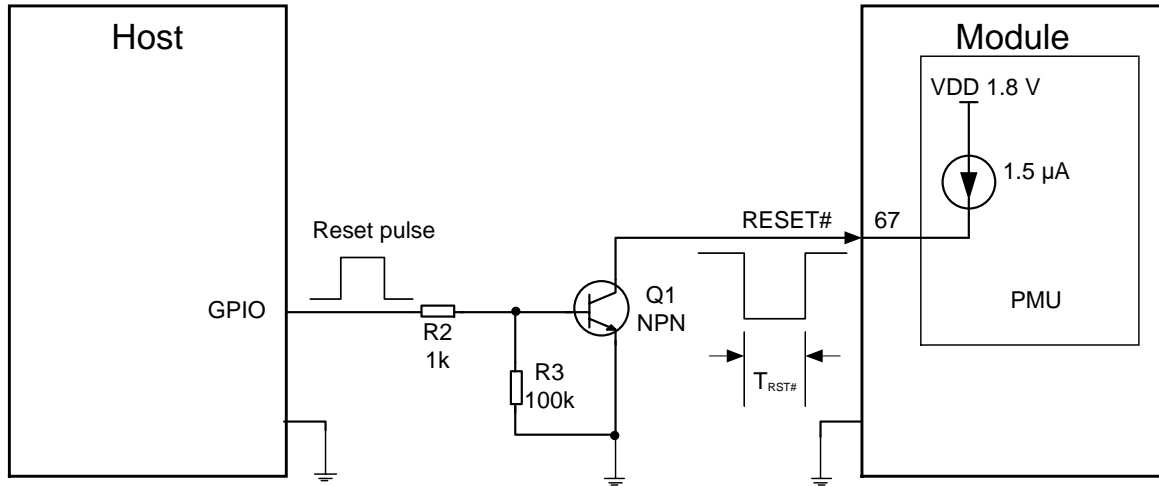 Host
Module
VDD 1.8 V
1.5 µA
RESET#
67
Reset pulse
GPIO
Q1
NPN
PMU
R2
1k
R3
100k
TRST#